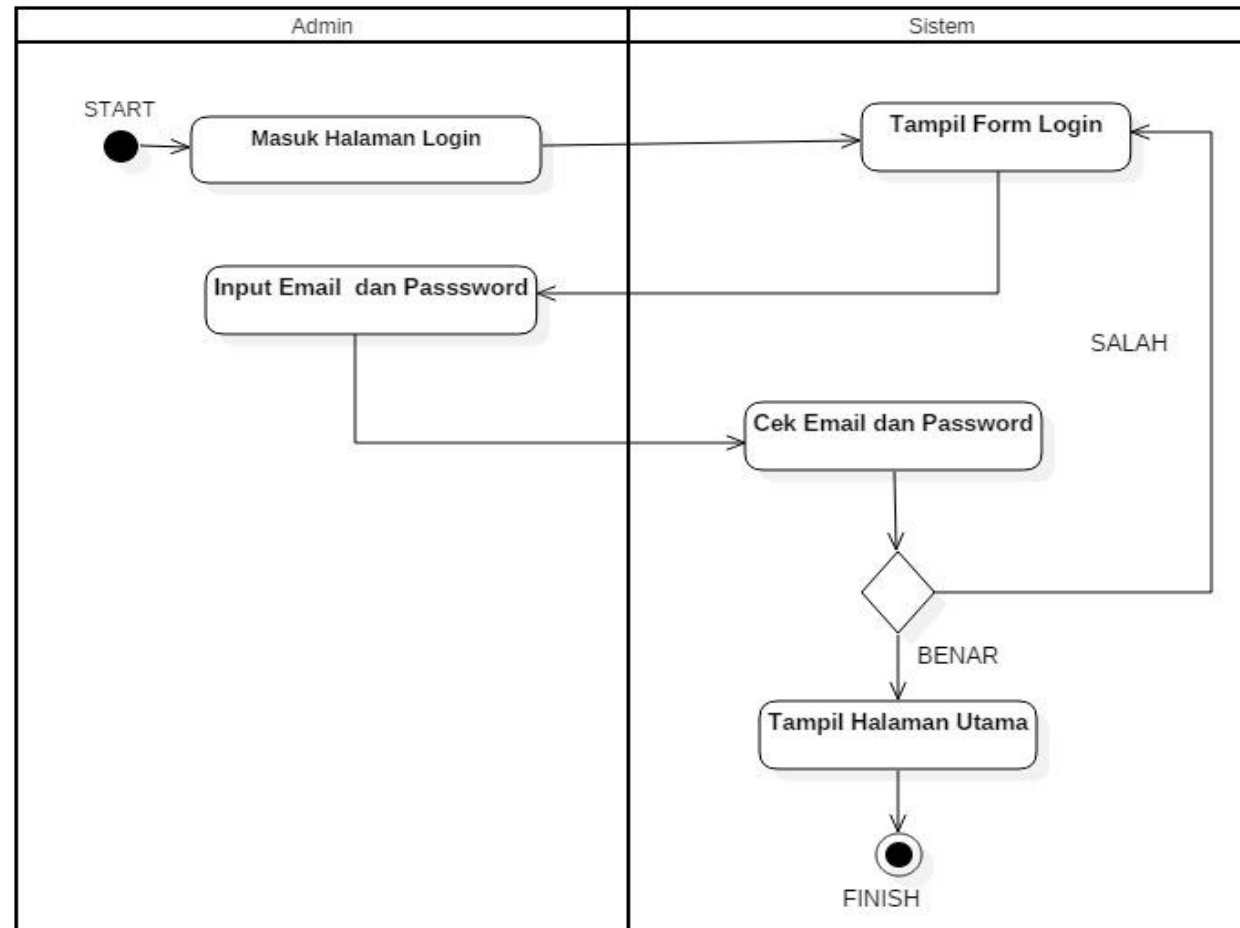 Admin
Sistem
START
Masuk Halaman Login
Tampil Form Login
Input Email  dan Passsword
SALAH
Cek Email dan Password
BENAR
Tampil Halaman Utama
FINISH